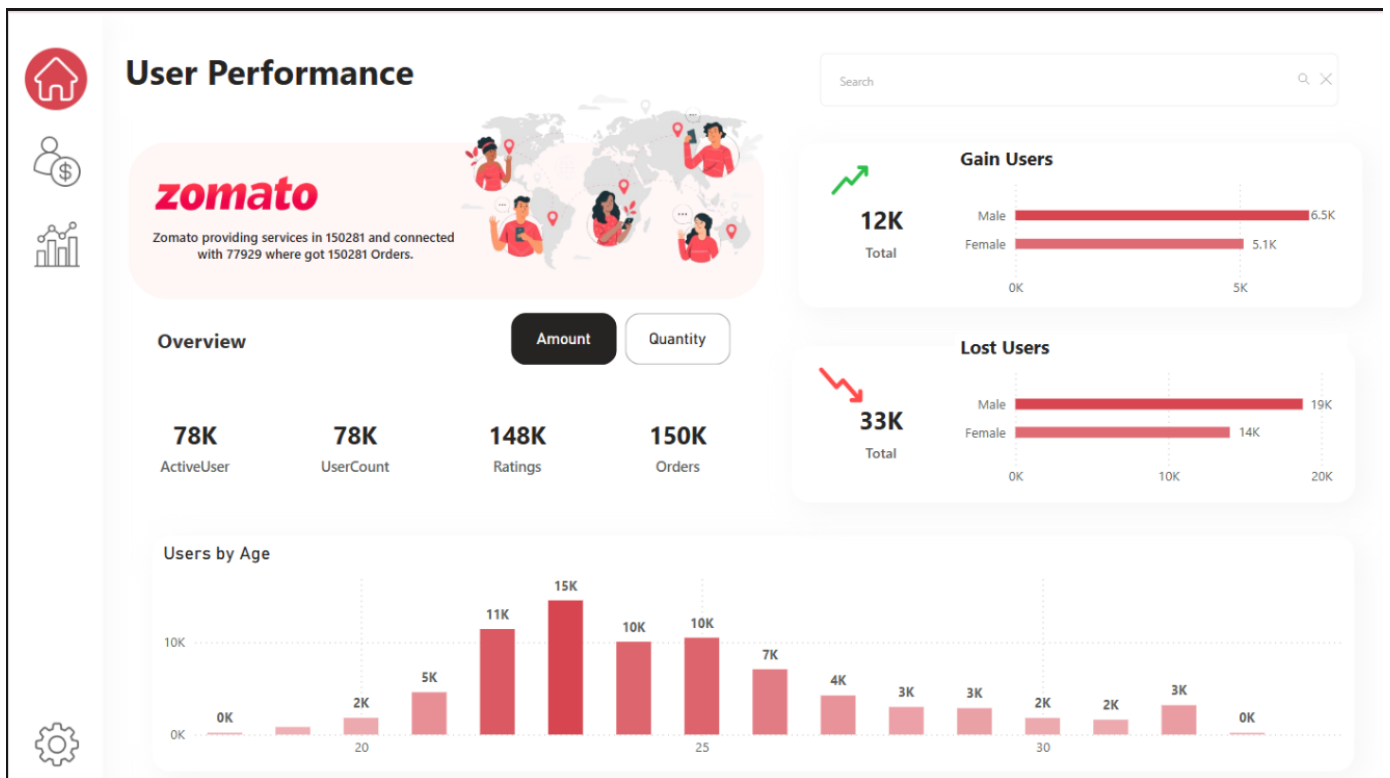 User Performance
Search
zomato
Zomato providing services in 150281 and connected
with 77929 where got 150281 Orders.
Gain Users
12K
Total
Male
6.5K
Female
5.1K
0K
5K
Overview
Amount
Quantity
Lost Users
33K
Total
Male
19K
Female
14K
0K
10K
20K
78K
ActiveUser
78K
UserCount
148K
Ratings
150K
Orders
Users by Age
10K
0K
0K
2K
5K
11K
15K
10K
10K
7K
4K
3K
3K
2K
2K
3K
0K
20
25
30